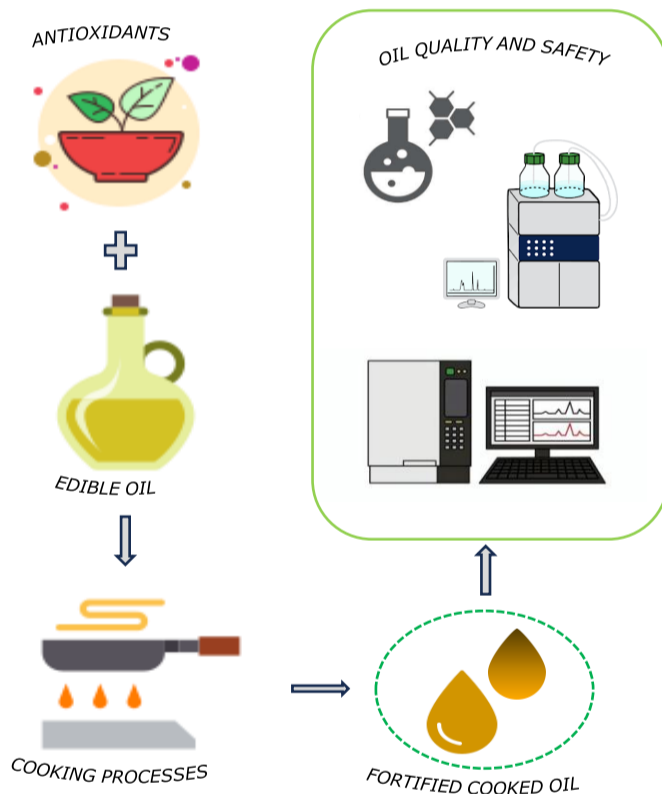 ANTIOXIDANTS
EDIBLE OIL
COOKING PROCESSES
FORTIFIED COOKED OIL
OIL QUALITY AND SAFETY